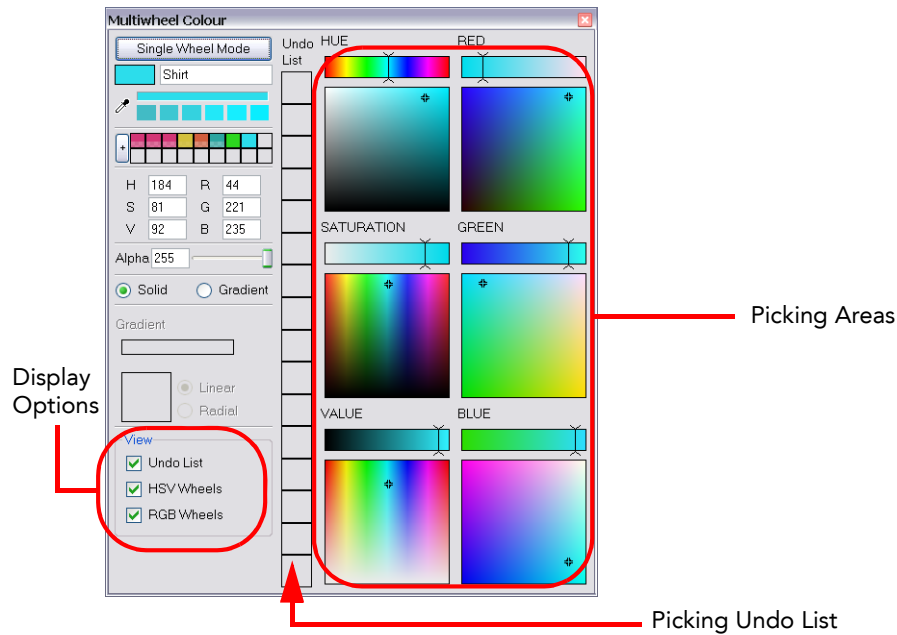 Multiwheel Colour
Single Wheel Mode
Shirt
+
H 184 R 44
S 81 G 221
V 92 B 235
Alpha 255
Solid Gradient
Gradient
Linear
Radial
View
Undo List
HSV Wheels
RGB Wheels
Undo
List
HUE
RED
SATURATION
GREEN
VALUE
BLUE
Display
Options
Picking Areas
Picking Undo List